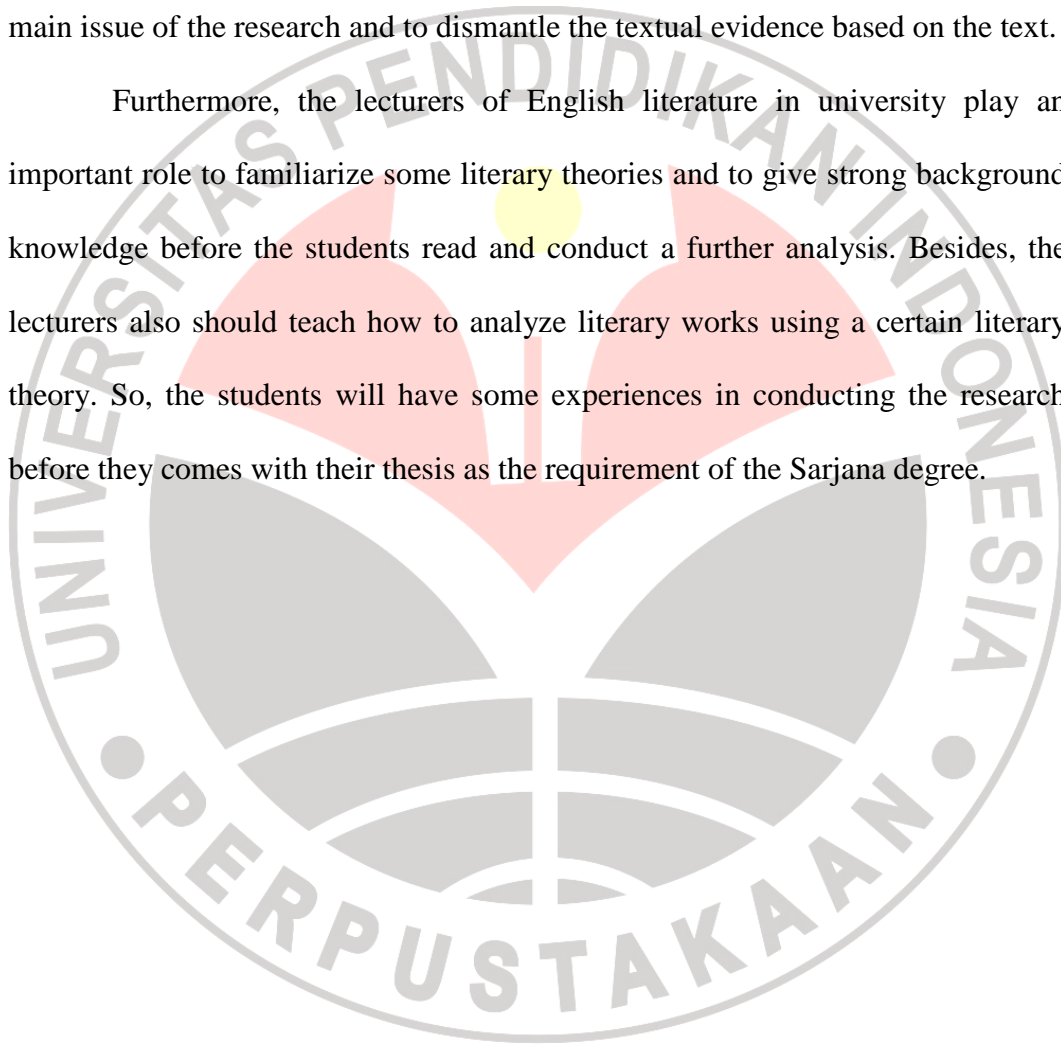 main issue of the research and to dismantle the textual evidence based on the text.
Furthermore, the lecturers of English literature in university play an
important role to familiarize some literary theories and to give strong background
knowledge before the students read and conduct a further analysis. Besides, the
lecturers also should teach how to analyze literary works using a certain literary
theory. So, the students will have some experiences in conducting the research
before they comes with their thesis as the requirement of the Sarjana degree.
UNIVERSITAS PENDIDIKAN INDONESIA
PERPUSTAKAAN